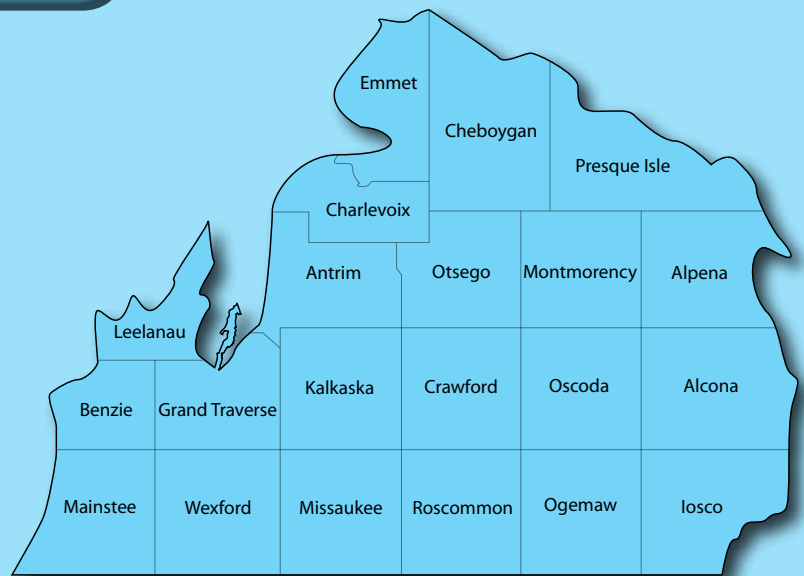 Emmet
Cheboygan
Presque Isle
Charlevoix
Antrim
Otsego
Montmorency
Alpena
Leelanau
Kalkaska
Crawford
Oscoda
Alcona
Benzie
Grand Traverse
Mainstee
Wexford
Missaukee
Roscommon
Ogemaw
Iosco